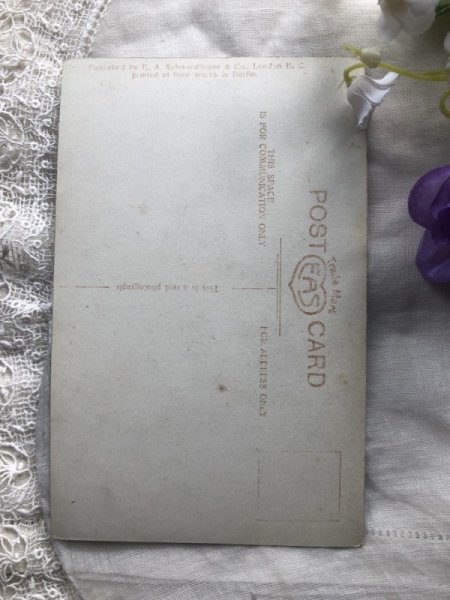 Published by E. A. Schwerdtfeger & Co., London E. C.
printed at their works in Berlin.
POST CARD
EAS
Trade Mark
THIS SPACE
IS FOR COMMUNICATION ONLY
FOR ADDRESS ONLY
This is a real photograph